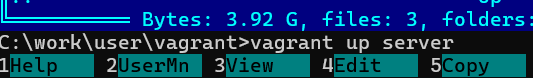 Bytes: 3.92 G, files: 3, folders:
C:\work\user\vagrant>vagrant up server
1Help 2UserMn 3View 4Edit 5Copy